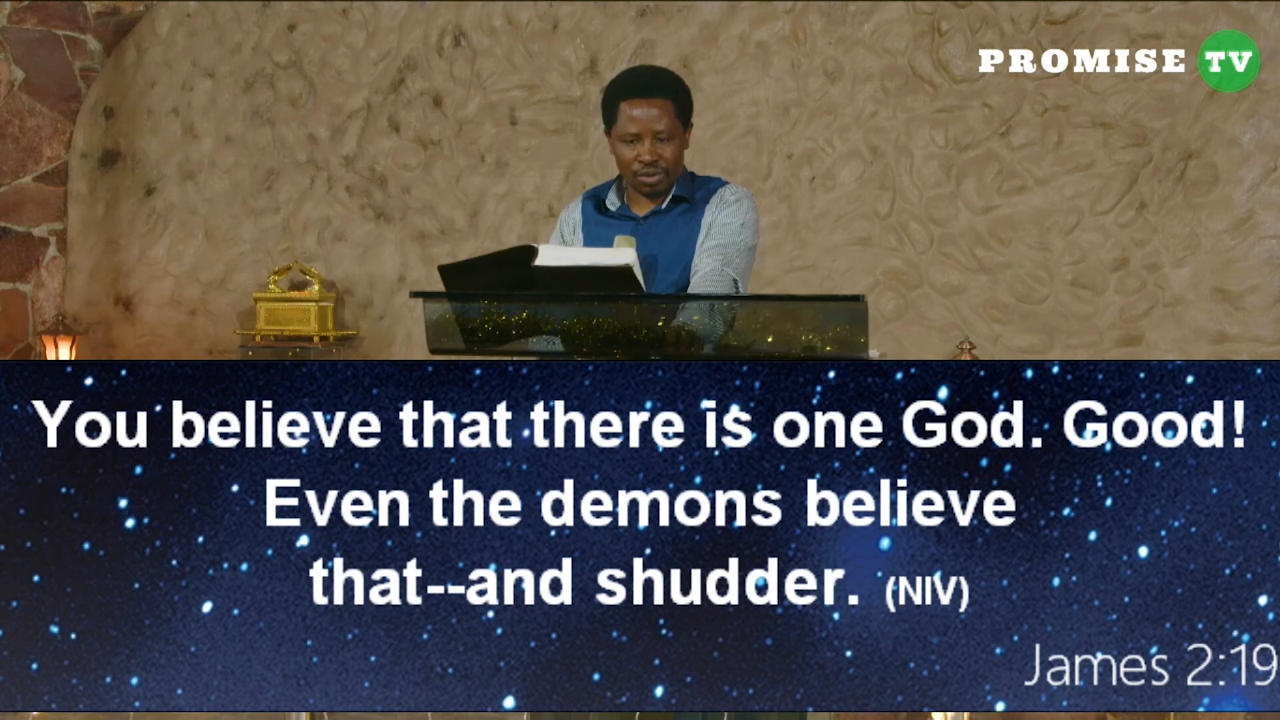 PROMISE TV
You believe that there is one God. Good!
Even the demons believe
that--and shudder. (NIV)
James 2:19